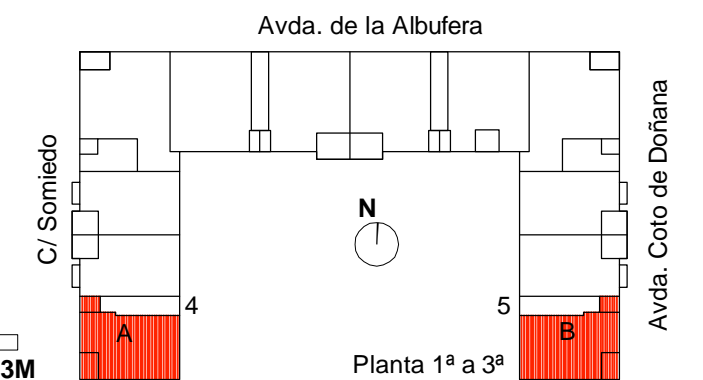 Avda. de la Albufera
C/ Somiedo
Avda. Coto de Doñana
N
4
5
A
B
3M
Planta 1ª a 3ª